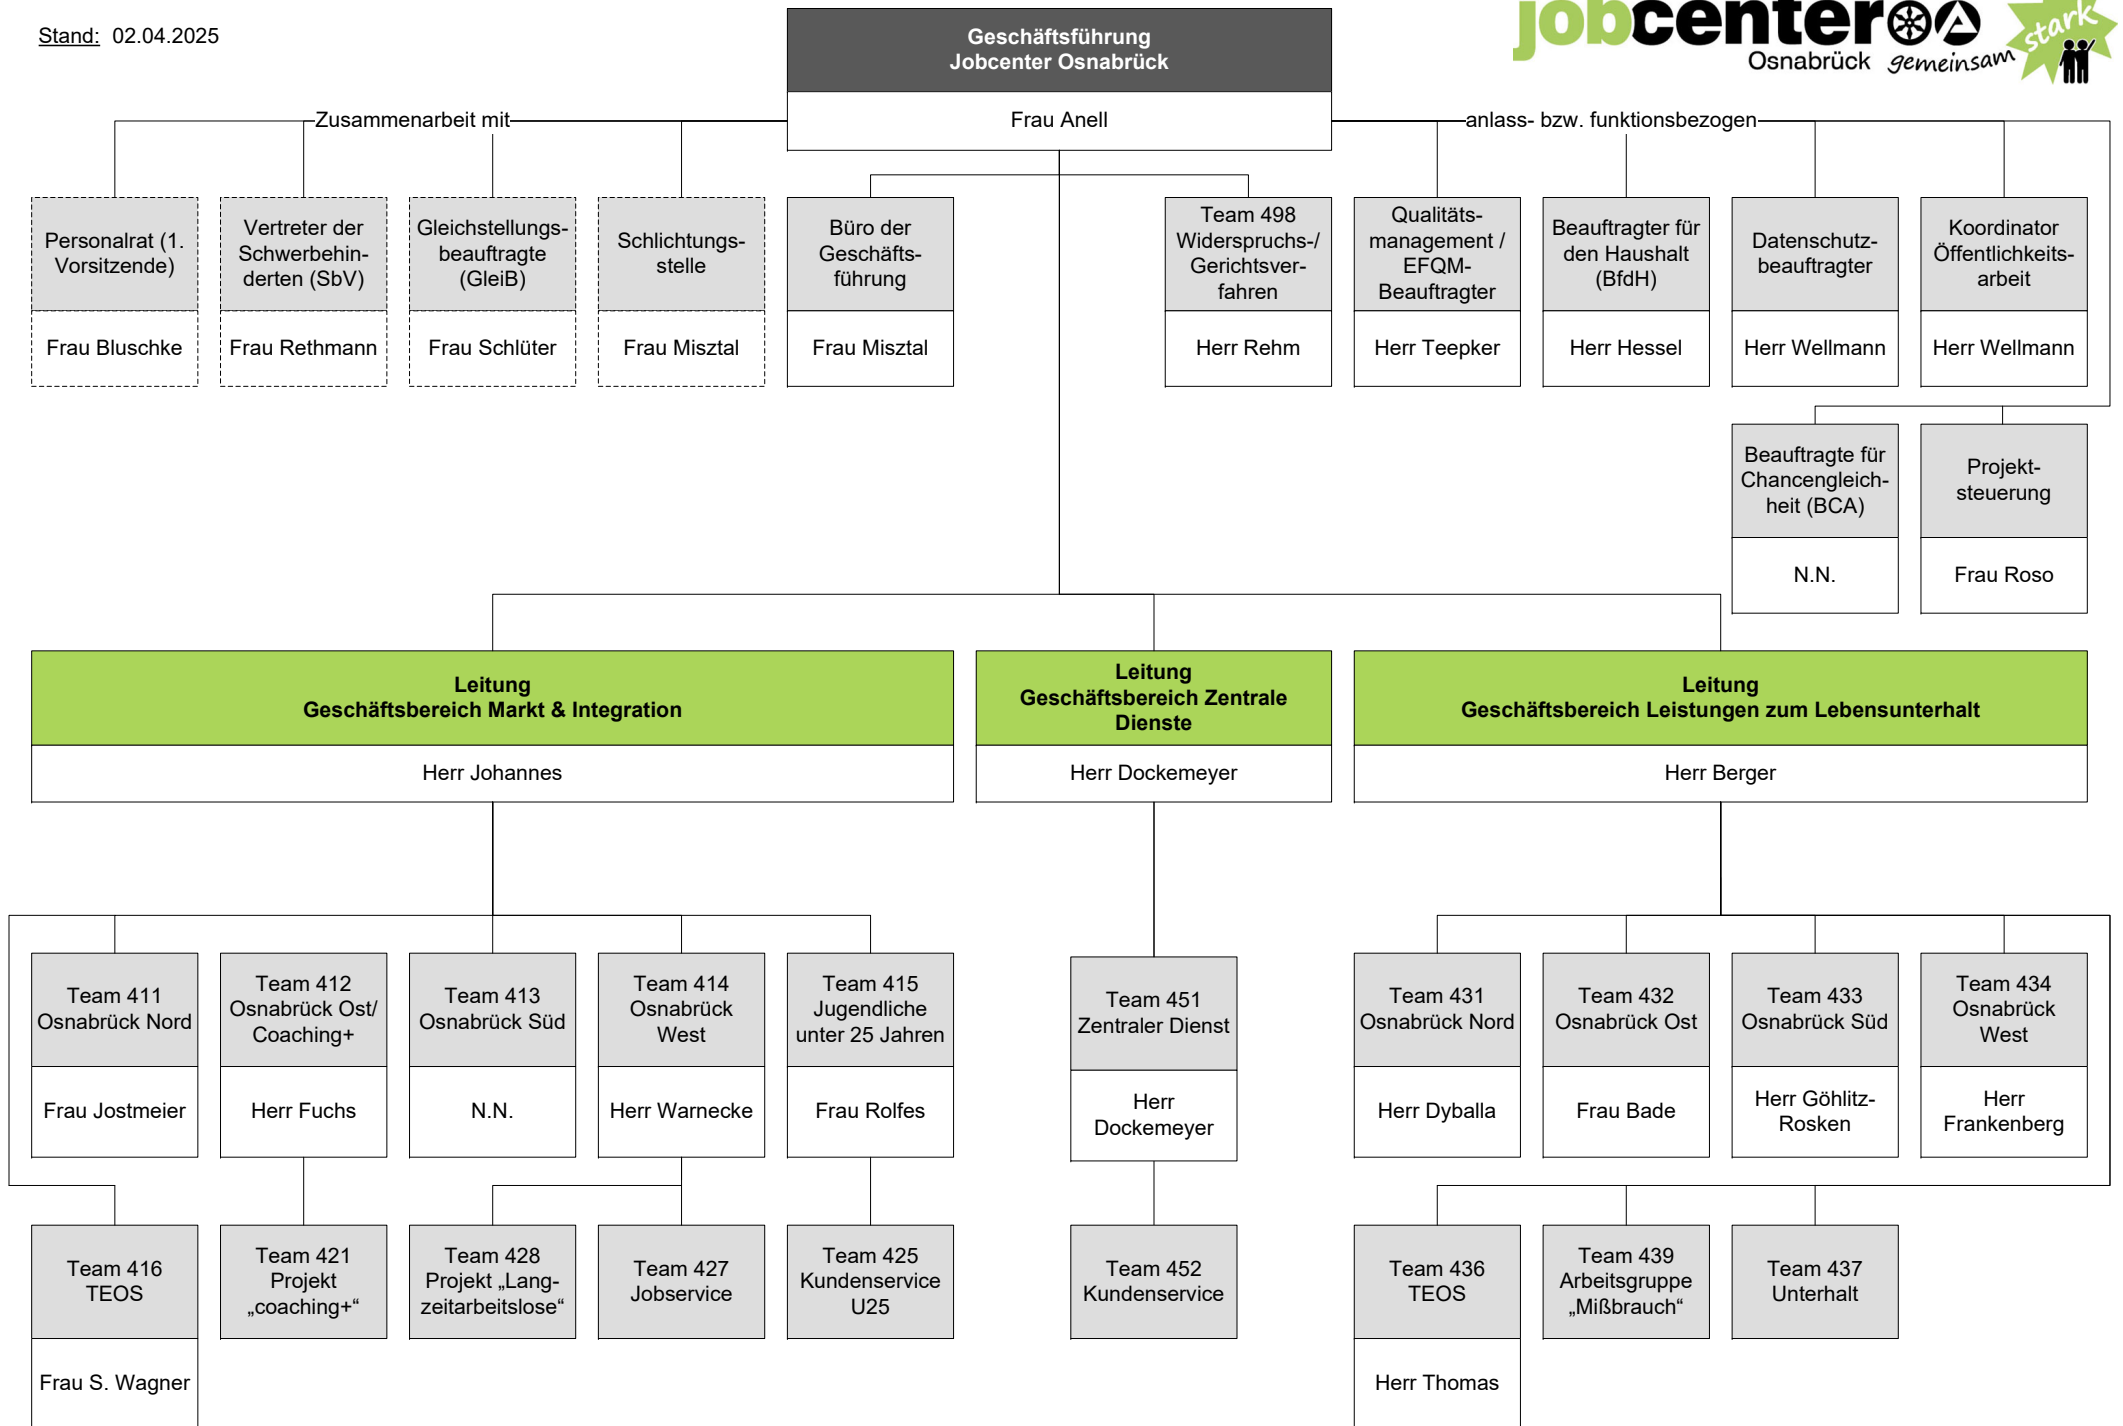 Stand: 02.04.2025
Geschäftsführung
Jobcenter Osnabrück
Frau Anell
jobcenter
Osnabrück
gemeinsam
stark
Zusammenarbeit mit
anlass- bzw. funktionsbezogen
Personalrat (1.
Vorsitzende)
Frau Bluschke
Vertreter der
Schwerbehin-
derten (SbV)
Frau Rethmann
Gleichstellungs-
beauftragte
(GleiB)
Frau Schlüter
Schlichtungs-
stelle
Frau Misztal
Büro der
Geschäfts-
führung
Frau Misztal
Team 498
Widerspruchs-/
Gerichtsver-
fahren
Herr Rehm
Qualitäts-
management /
EFQM-
Beauftragter
Herr Teepker
Beauftragter für
den Haushalt
(BfdH)
Herr Hessel
Datenschutz-
beauftragter
Herr Wellmann
Koordinator
Öffentlichkeits-
arbeit
Herr Wellmann
Beauftragte für
Chancengleich-
heit (BCA)
N.N.
Projekt-
steuerung
Frau Roso
Leitung
Geschäftsbereich Markt & Integration
Herr Johannes
Leitung
Geschäftsbereich Zentrale
Dienste
Herr Dockemeyer
Leitung
Geschäftsbereich Leistungen zum Lebensunterhalt
Herr Berger
Team 411
Osnabrück Nord
Frau Jostmeier
Team 412
Osnabrück Ost/
Coaching+
Herr Fuchs
Team 413
Osnabrück Süd
N.N.
Team 414
Osnabrück
West
Herr Warnecke
Team 415
Jugendliche
unter 25 Jahren
Frau Rolfes
Team 451
Zentraler Dienst
Herr
Dockemeyer
Team 431
Osnabrück Nord
Herr Dyballa
Team 432
Osnabrück Ost
Frau Bade
Team 433
Osnabrück Süd
Herr Göhlitz-
Rosken
Team 434
Osnabrück
West
Herr
Frankenberg
Team 416
TEOS
Frau S. Wagner
Team 421
Projekt
„coaching+“
Team 428
Projekt „Lang-
zeitarbeitslose“
Team 427
Jobservice
Team 425
Kundenservice
U25
Team 452
Kundenservice
Team 436
TEOS
Herr Thomas
Team 439
Arbeitsgruppe
„Mißbrauch“
Team 437
Unterhalt